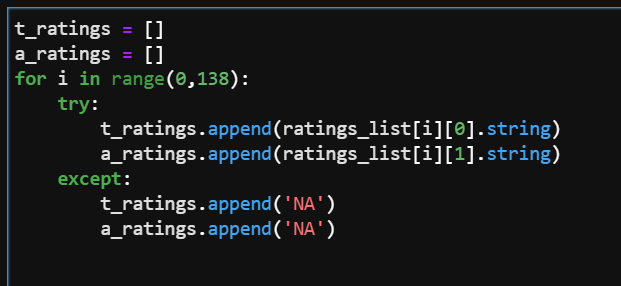 t_ratings = []
a_ratings = []
for i in range(0,138):
    try:
        t_ratings.append(ratings_list[i][0].string)
        a_ratings.append(ratings_list[i][1].string)
    except:
        t_ratings.append('NA')
        a_ratings.append('NA')